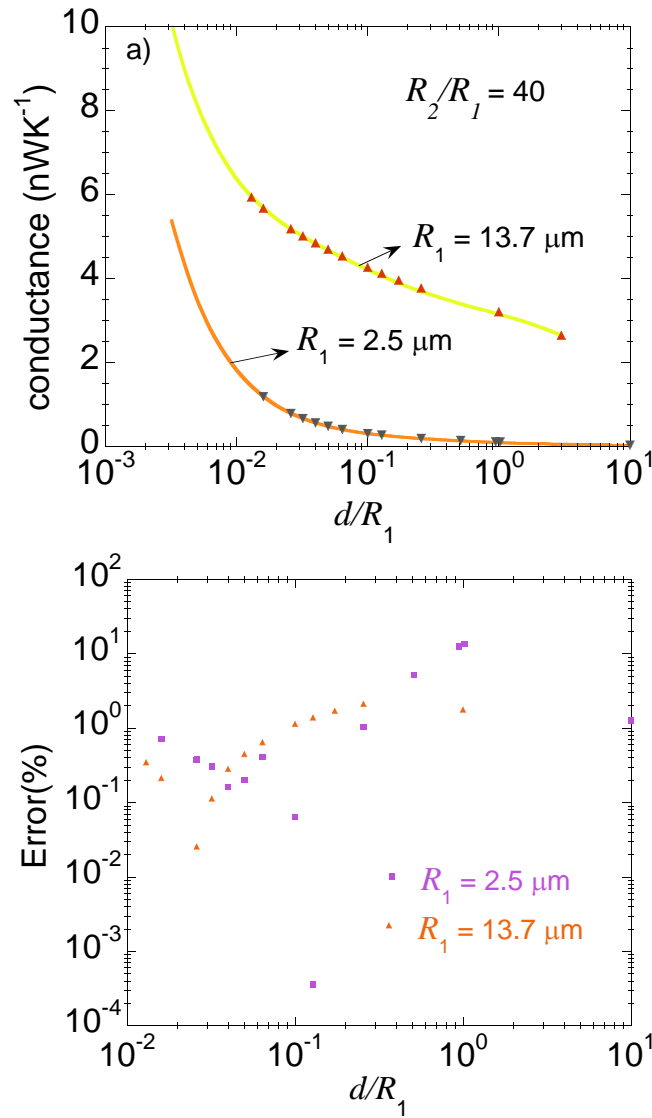 10
a)
R₂/R₁ = 40
8
6
R₁ = 13.7 μm
4
R₁ = 2.5 μm
2
0
conductance (nWK⁻¹)
10⁻³ 10⁻² 10⁻¹ 10⁰ 10¹
d/R₁
10²
10¹
10⁰
10⁻¹
10⁻²
10⁻³
10⁻⁴
Error(%)
R₁ = 2.5 μm
R₁ = 13.7 μm
10⁻² 10⁻¹ 10⁰ 10¹
d/R₁